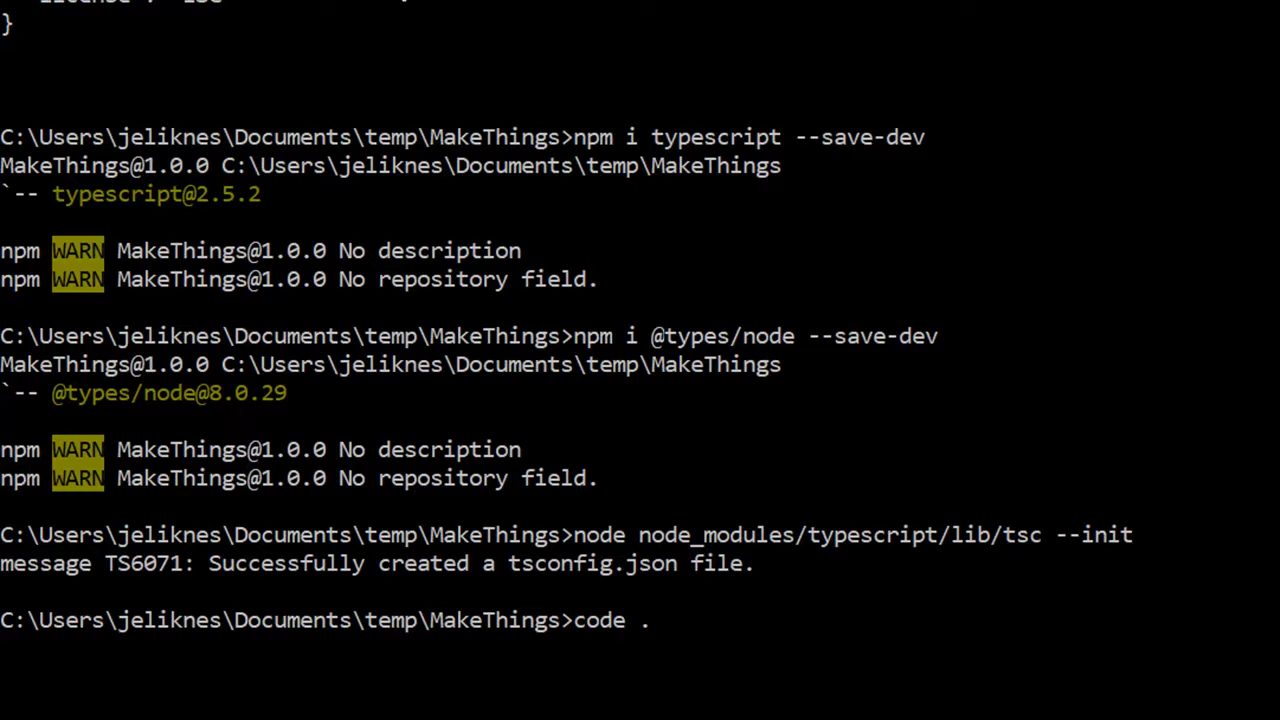 }
C:\Users\jeliknes\Documents\temp\MakeThings>npm i typescript --save-dev
MakeThings@1.0.0 C:\Users\jeliknes\Documents\temp\MakeThings
`-- typescript@2.5.2
npm WARN MakeThings@1.0.0 No description
npm WARN MakeThings@1.0.0 No repository field.
C:\Users\jeliknes\Documents\temp\MakeThings>npm i @types/node --save-dev
MakeThings@1.0.0 C:\Users\jeliknes\Documents\temp\MakeThings
`-- @types/node@8.0.29
npm WARN MakeThings@1.0.0 No description
npm WARN MakeThings@1.0.0 No repository field.
C:\Users\jeliknes\Documents\temp\MakeThings>node node_modules/typescript/lib/tsc --init
message TS6071: Successfully created a tsconfig.json file.
C:\Users\jeliknes\Documents\temp\MakeThings>code .